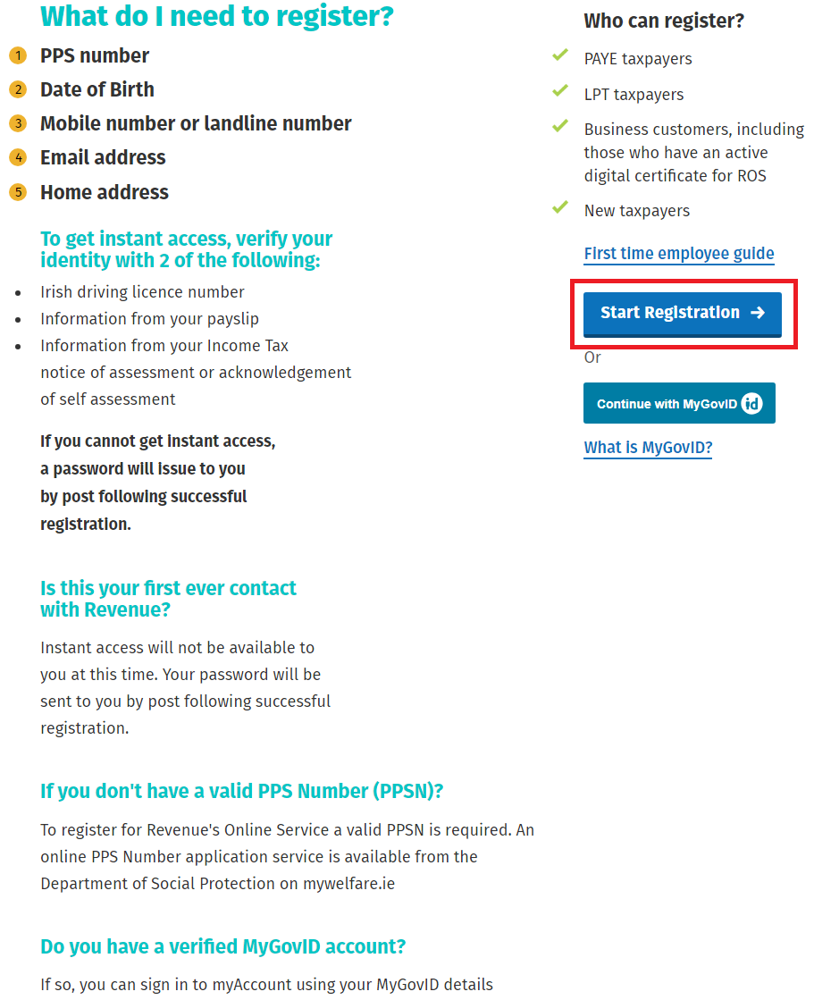 What do I need to register?
1 PPS number
2 Date of Birth
3 Mobile number or landline number
4 Email address
5 Home address
To get instant access, verify your
identity with 2 of the following:
• Irish driving licence number
• Information from your payslip
• Information from your Income Tax
notice of assessment or acknowledgement
of self assessment
If you cannot get instant access,
a password will issue to you
by post following successful
registration.
Is this your first ever contact
with Revenue?
Instant access will not be available to
you at this time. Your password will be
sent to you by post following successful
registration.
If you don't have a valid PPS Number (PPSN)?
To register for Revenue's Online Service a valid PPSN is required. An
online PPS Number application service is available from the
Department of Social Protection on mywelfare.ie
Do you have a verified MyGovID account?
If so, you can sign in to myAccount using your MyGovID details
Who can register?
PAYE taxpayers
LPT taxpayers
Business customers, including
those who have an active
digital certificate for ROS
New taxpayers
First time employee guide
Start Registration →
Or
Continue with MyGovID id
What is MyGovID?